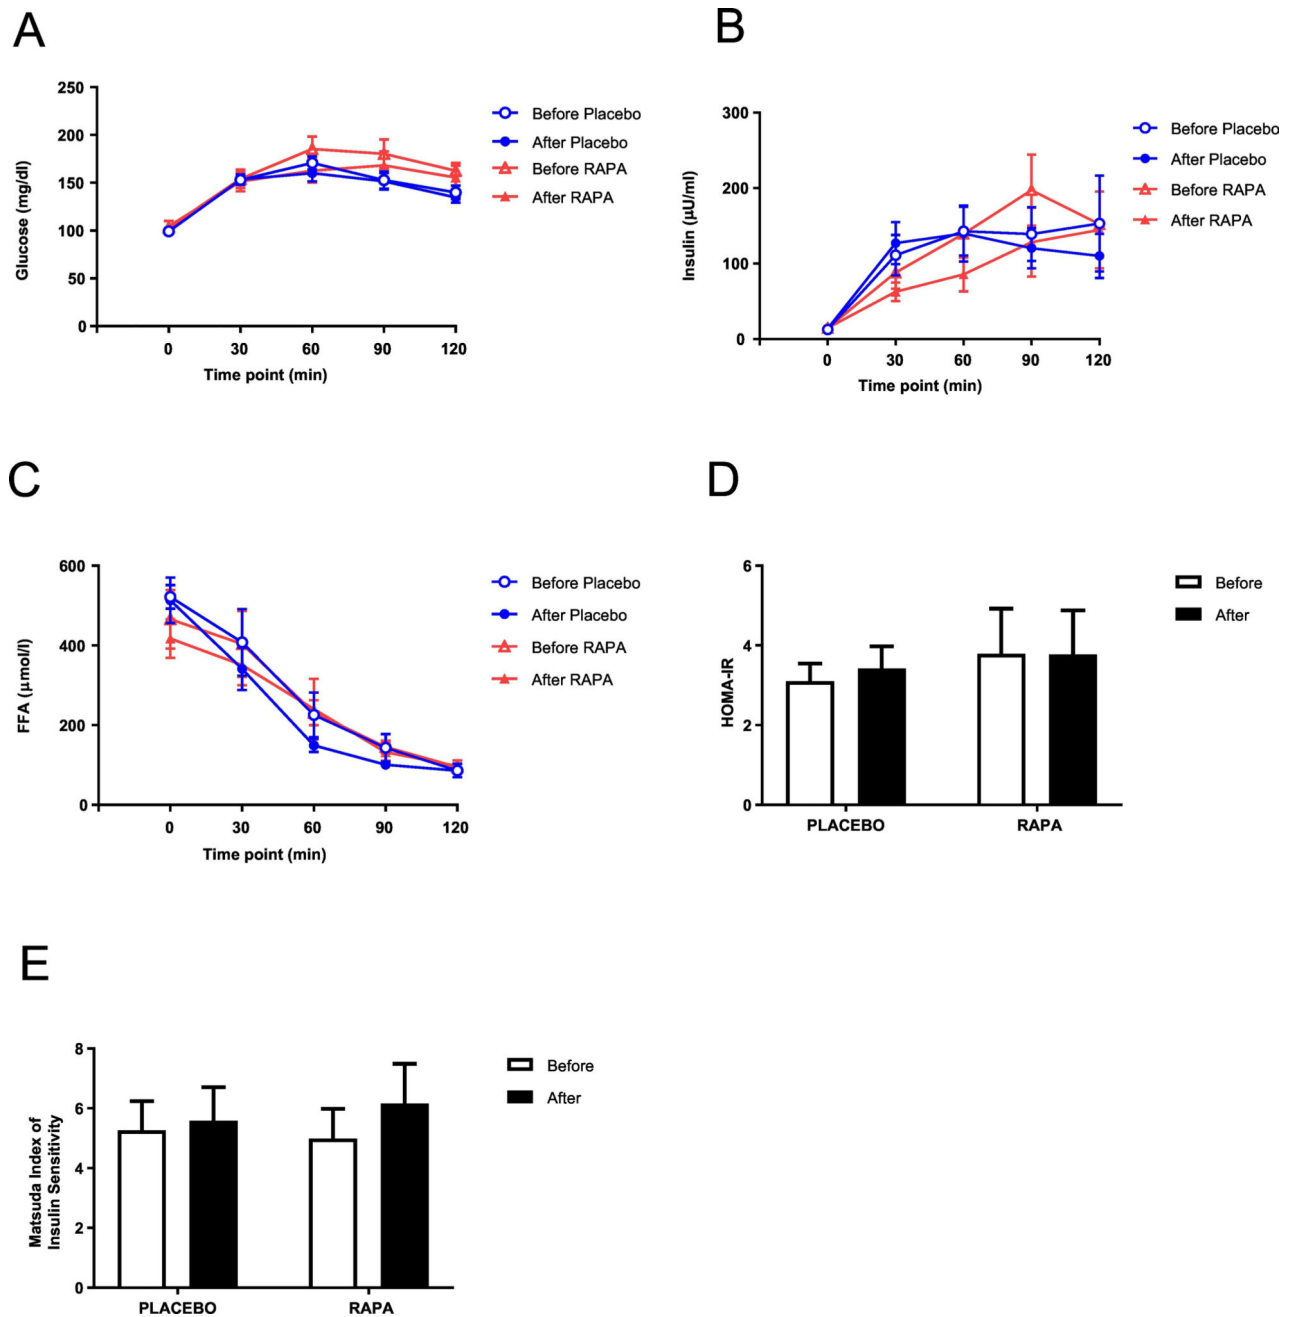 A
250
200
150
100
50
0
Glucose (mg/dl)
0 30 60 90 120
Time point (min)
Before Placebo
After Placebo
Before RAPA
After RAPA
B
300
200
100
0
Insulin (µU/ml)
0 30 60 90 120
Time point (min)
Before Placebo
After Placebo
Before RAPA
After RAPA
C
600
400
200
0
FFA (µmol/l)
0 30 60 90 120
Time point (min)
Before Placebo
After Placebo
Before RAPA
After RAPA
D
6
4
2
0
HOMA-IR
PLACEBO RAPA
Before
After
E
8
6
4
2
0
Matsuda Index of
Insulin Sensitivity
PLACEBO RAPA
Before
After